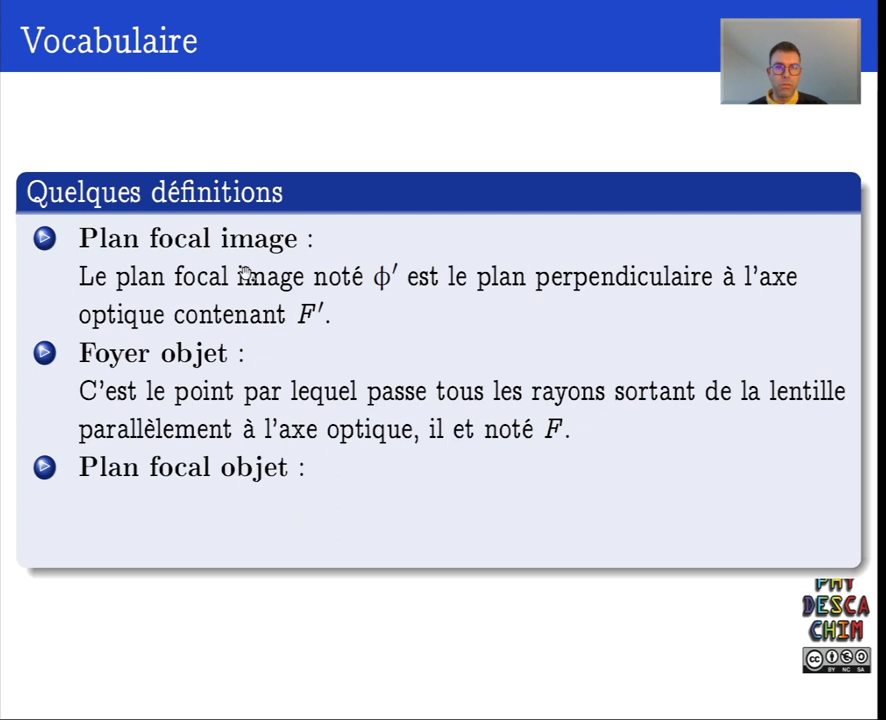 Vocabulaire
Quelques définitions
Plan focal image :
Le plan focal image noté ϕ′ est le plan perpendiculaire à l'axe
optique contenant F′.
Foyer objet :
C'est le point par lequel passe tous les rayons sortant de la lentille
parallèlement à l'axe optique, il et noté F.
Plan focal objet :
PHY
DESCA
CHIM
cc
BY NC SA